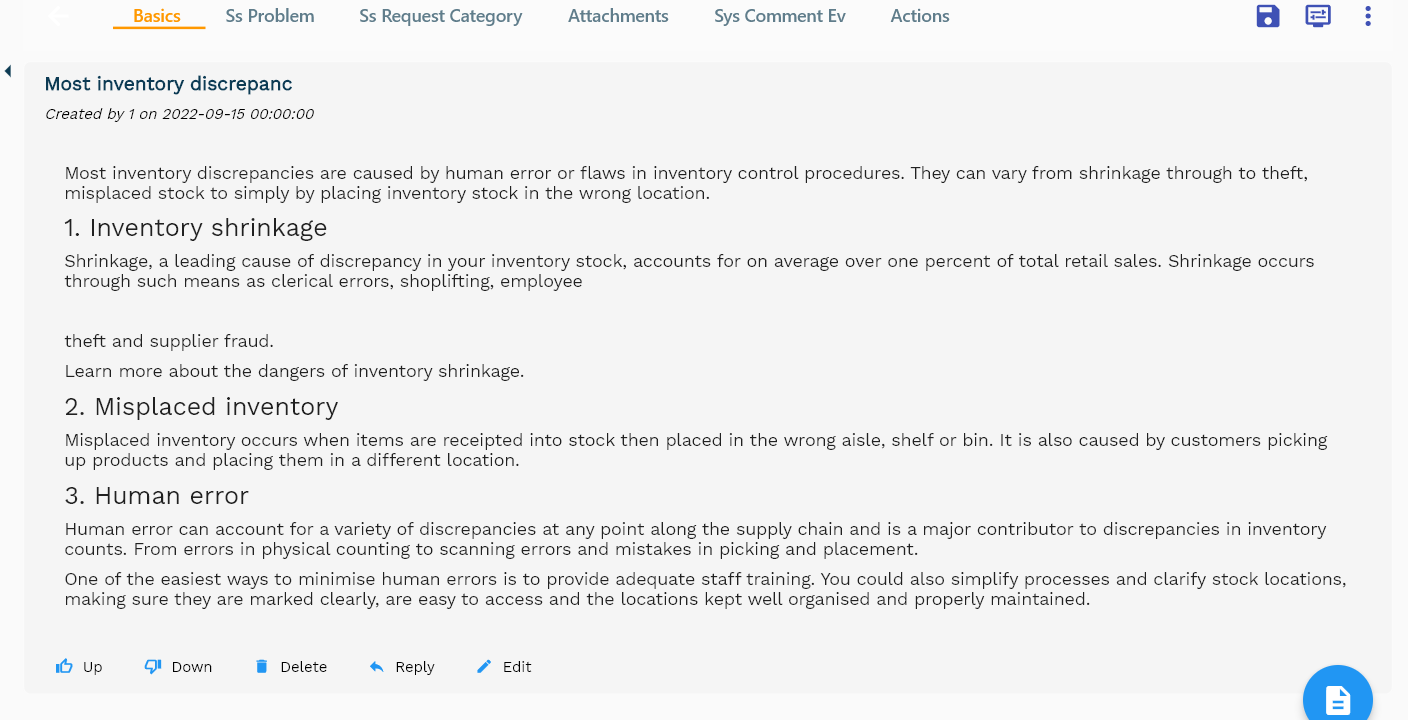 Basics Ss Problem Ss Request Category Attachments Sys Comment Ev Actions
Most inventory discrepanc
Created by 1 on 2022-09-15 00:00:00
Most inventory discrepancies are caused by human error or flaws in inventory control procedures. They can vary from shrinkage through to theft,
misplaced stock to simply by placing inventory stock in the wrong location.
1. Inventory shrinkage
Shrinkage, a leading cause of discrepancy in your inventory stock, accounts for on average over one percent of total retail sales. Shrinkage occurs
through such means as clerical errors, shoplifting, employee
theft and supplier fraud.
Learn more about the dangers of inventory shrinkage.
2. Misplaced inventory
Misplaced inventory occurs when items are receipted into stock then placed in the wrong aisle, shelf or bin. It is also caused by customers picking
up products and placing them in a different location.
3. Human error
Human error can account for a variety of discrepancies at any point along the supply chain and is a major contributor to discrepancies in inventory
counts. From errors in physical counting to scanning errors and mistakes in picking and placement.
One of the easiest ways to minimise human errors is to provide adequate staff training. You could also simplify processes and clarify stock locations,
making sure they are marked clearly, are easy to access and the locations kept well organised and properly maintained.
Up Down Delete Reply Edit